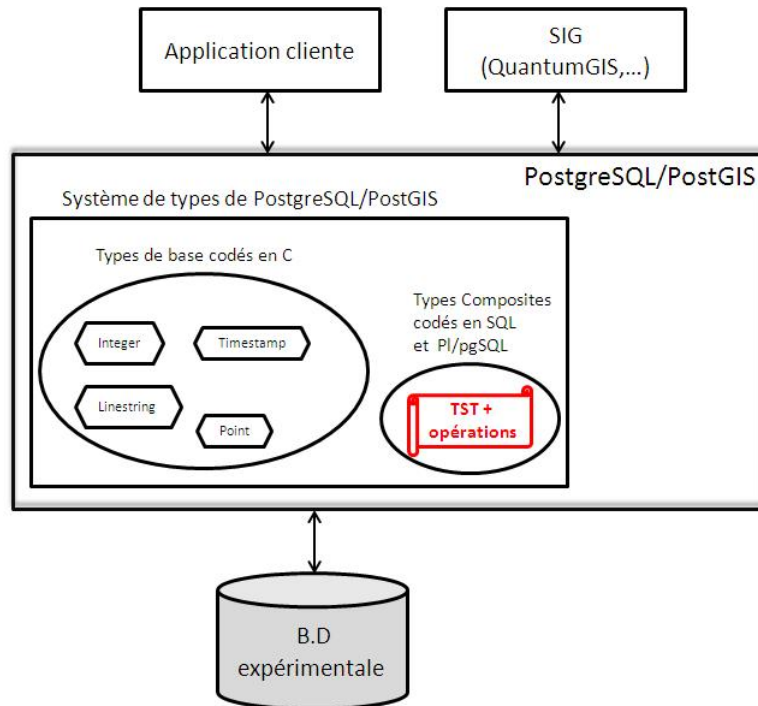 Application cliente
SIG
(QuantumGIS,...)
PostgreSQL/PostGIS
Système de types de PostgreSQL/PostGIS
Types de base codés en C
Integer
Timestamp
Linestring
Point
Types Composites
codés en SQL
et Pl/pgSQL
TST +
opérations
B.D
expérimentale